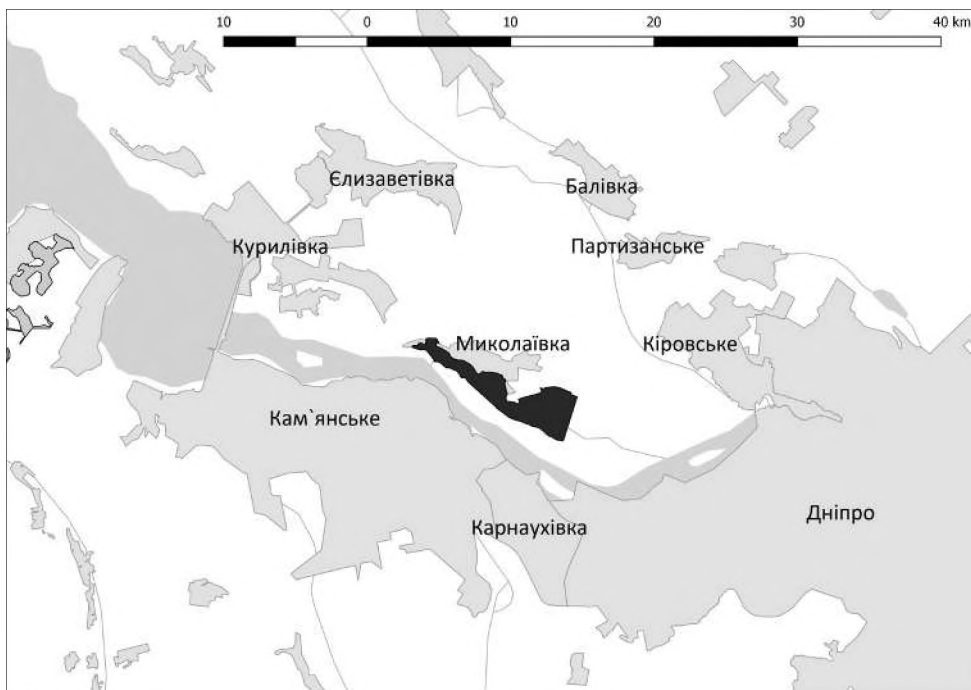 10 0 10 20 30 40 km
Єлизаветівка
Балівка
Курилівка
Партизанське
Миколаївка
Кіровське
Кам`янське
Дніпро
Карнаухівка